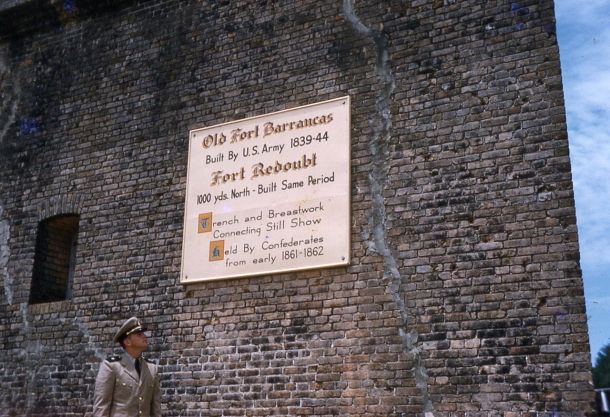 Old Fort Barrancas
Built By U.S. Army 1839-44
Fort Redoubt
1000 yds. North - Built Same Period
Trench and Breastwork
Connecting Still Show
Held By Confederates
from early 1861-1862